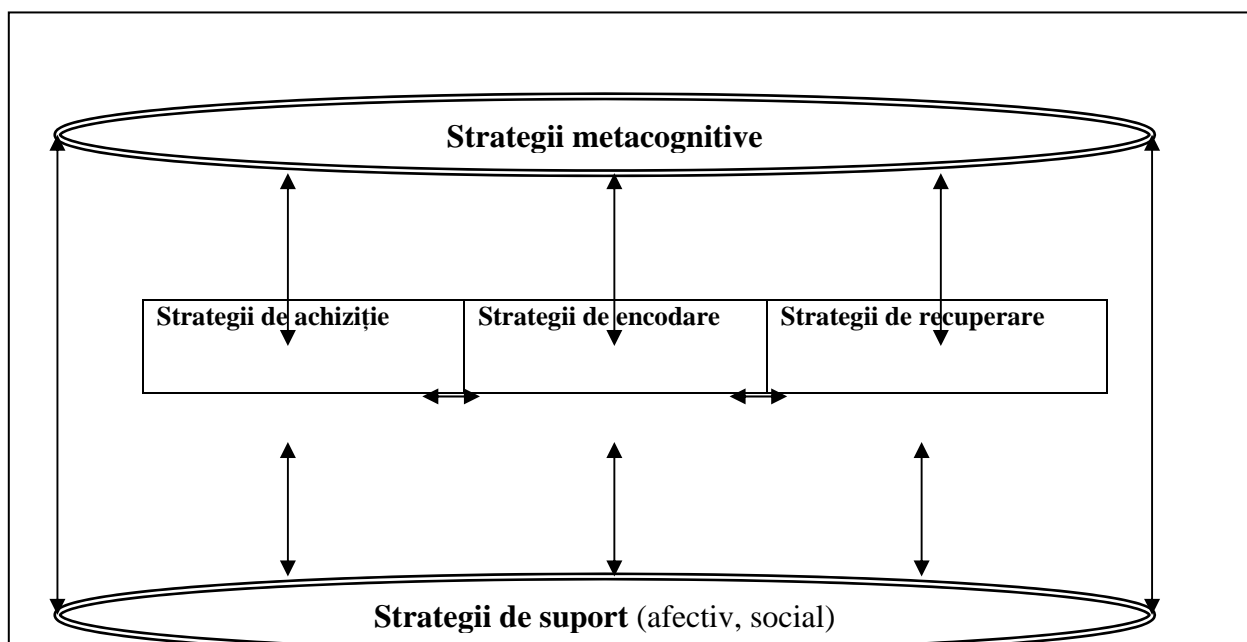 Strategii metacognitive
Strategii de achiziție
Strategii de encodare
Strategii de recuperare
Strategii de suport (afectiv, social)